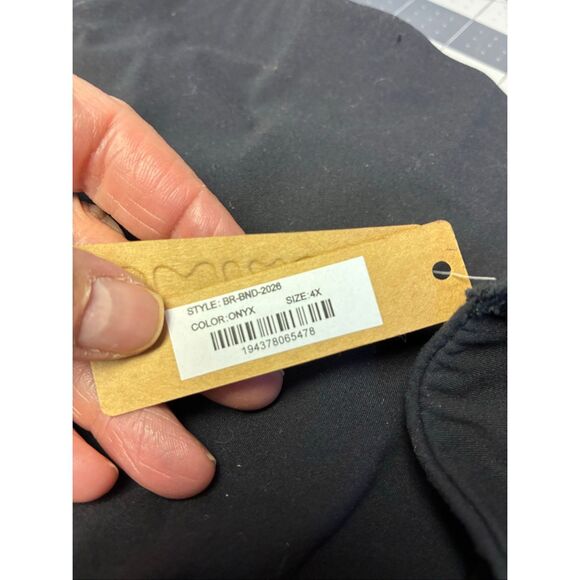 STYLE: BR-BND-2026
COLOR: ONYX SIZE: 4X
194378065478